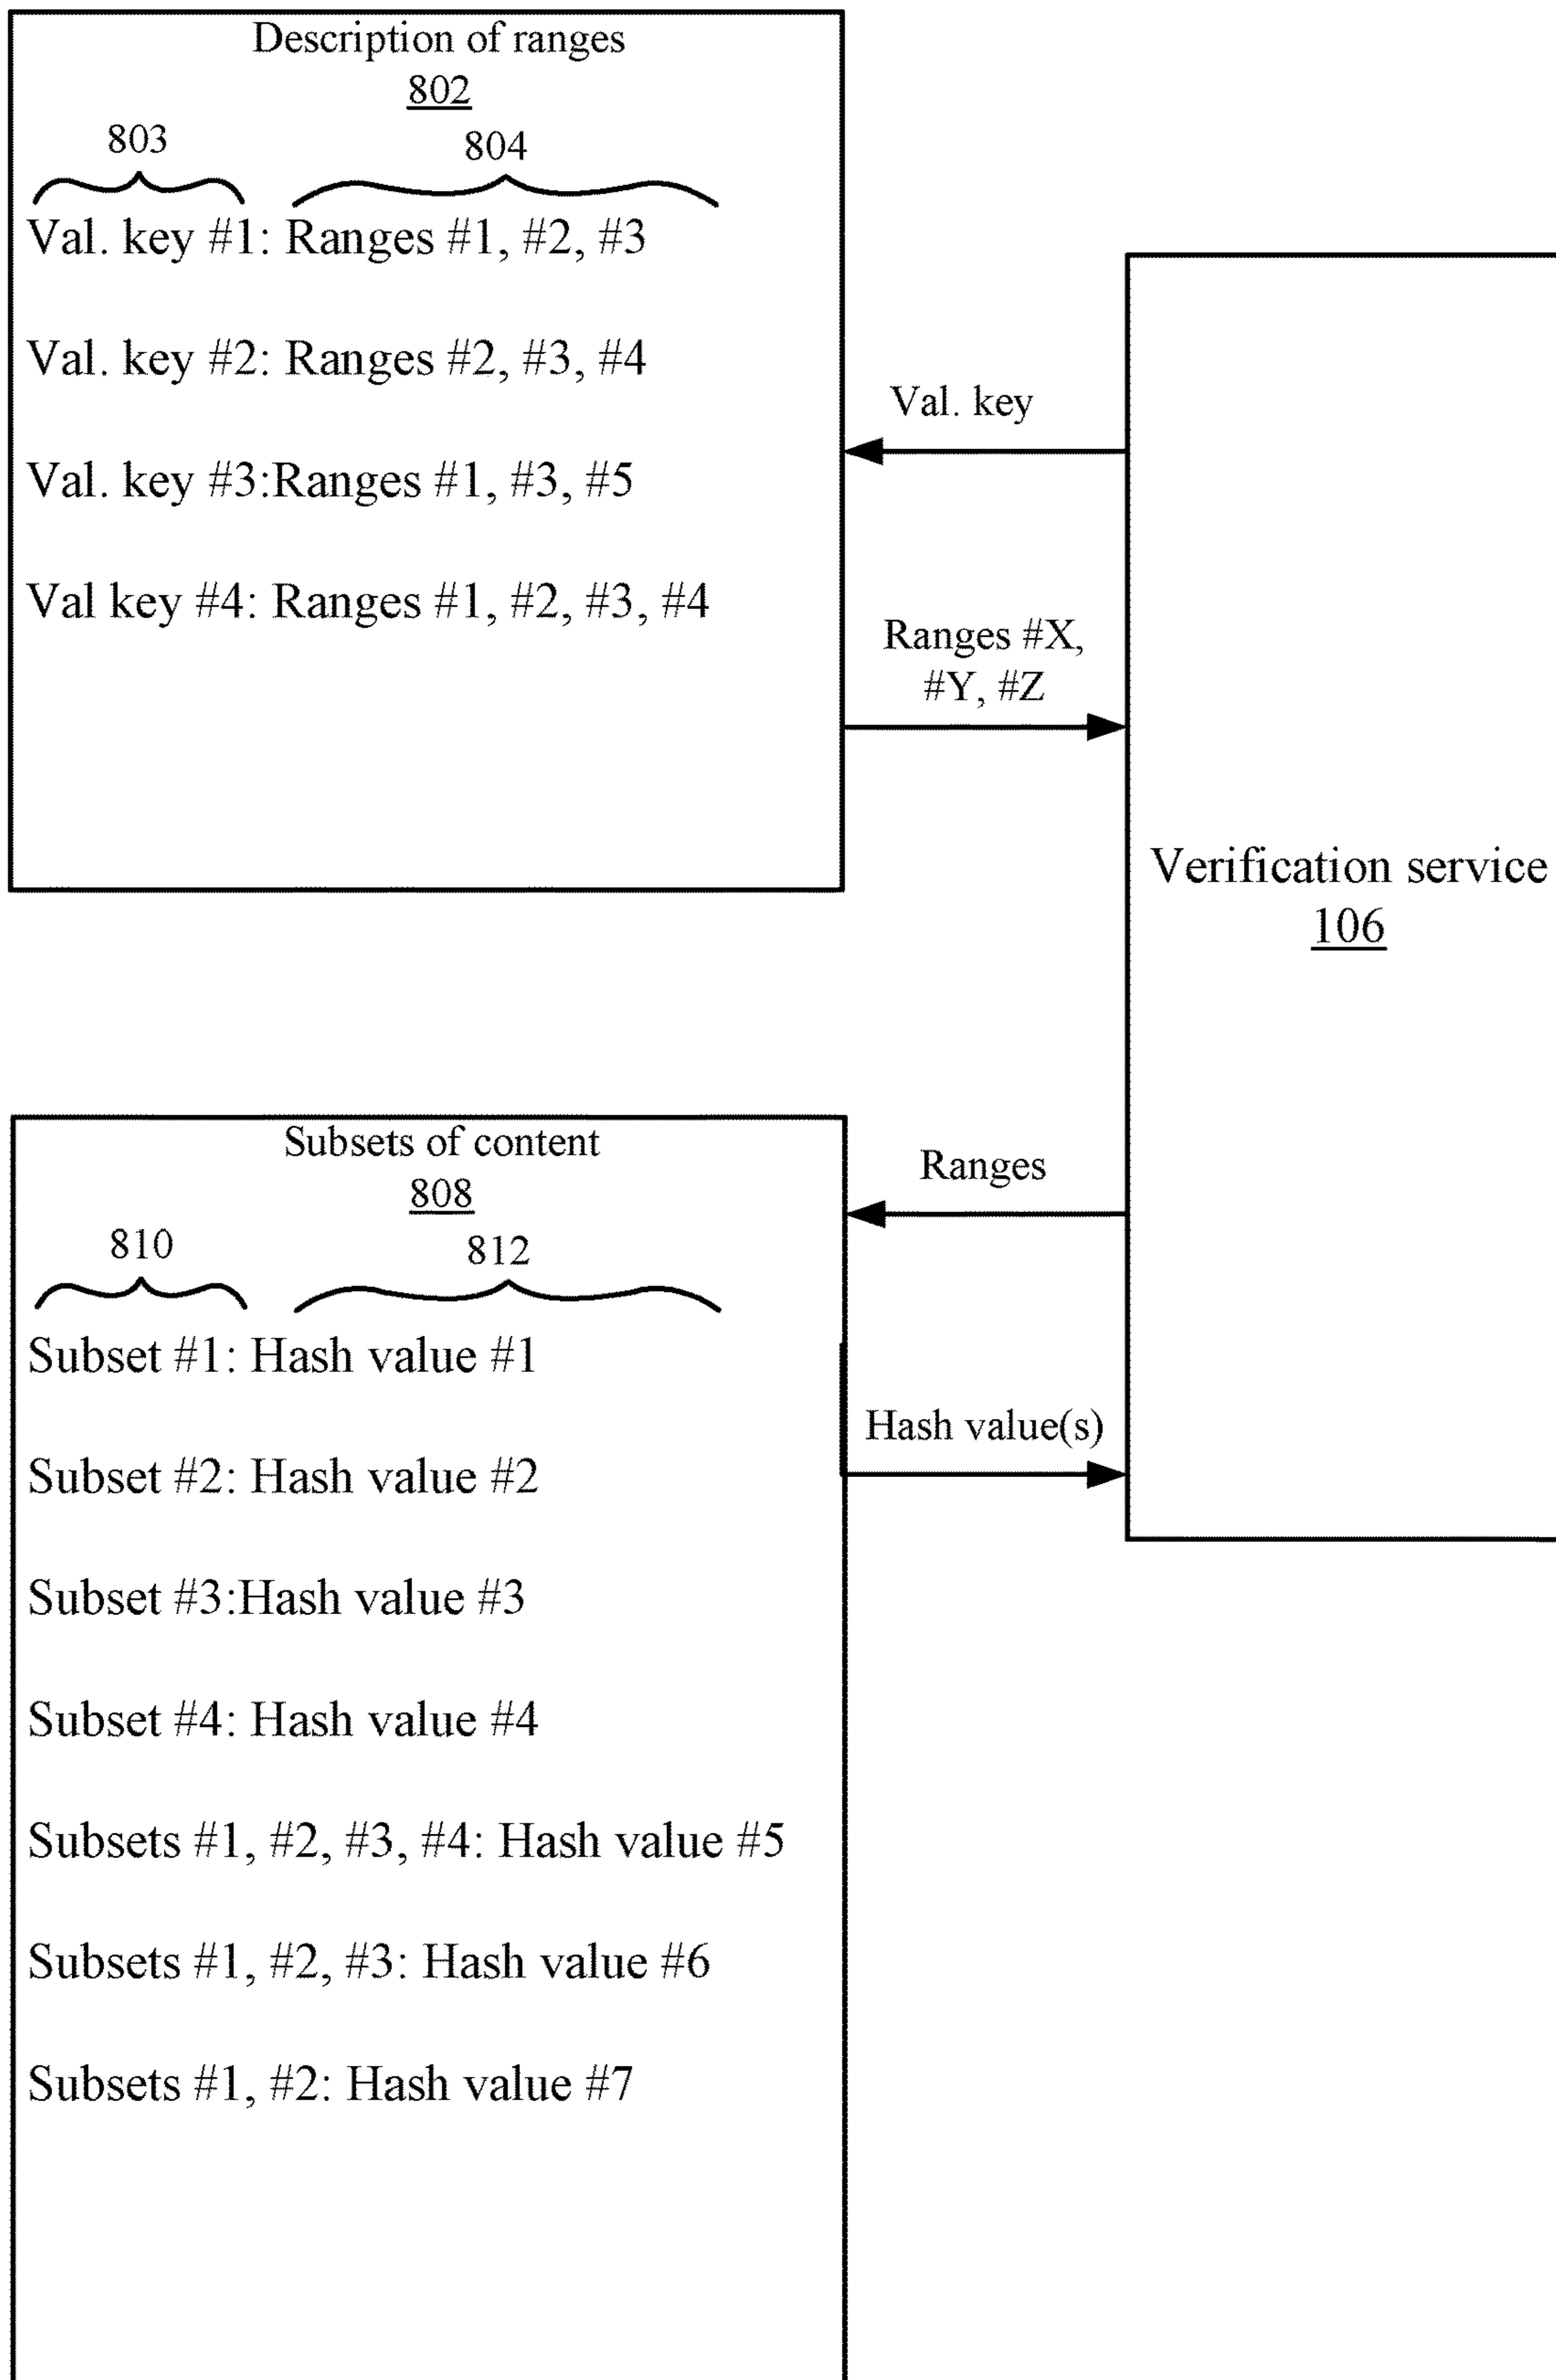 Description of ranges
802
803
804
Val. key #1: Ranges #1, #2, #3
Val. key #2: Ranges #2, #3, #4
Val. key #3:Ranges #1, #3, #5
Val key #4: Ranges #1, #2, #3, #4
Val. key
Ranges #X,
#Y, #Z
Verification service
106
Subsets of content
808
810
812
Subset #1: Hash value #1
Subset #2: Hash value #2
Subset #3:Hash value #3
Subset #4: Hash value #4
Subsets #1, #2, #3, #4: Hash value #5
Subsets #1, #2, #3: Hash value #6
Subsets #1, #2: Hash value #7
Ranges
Hash value(s)